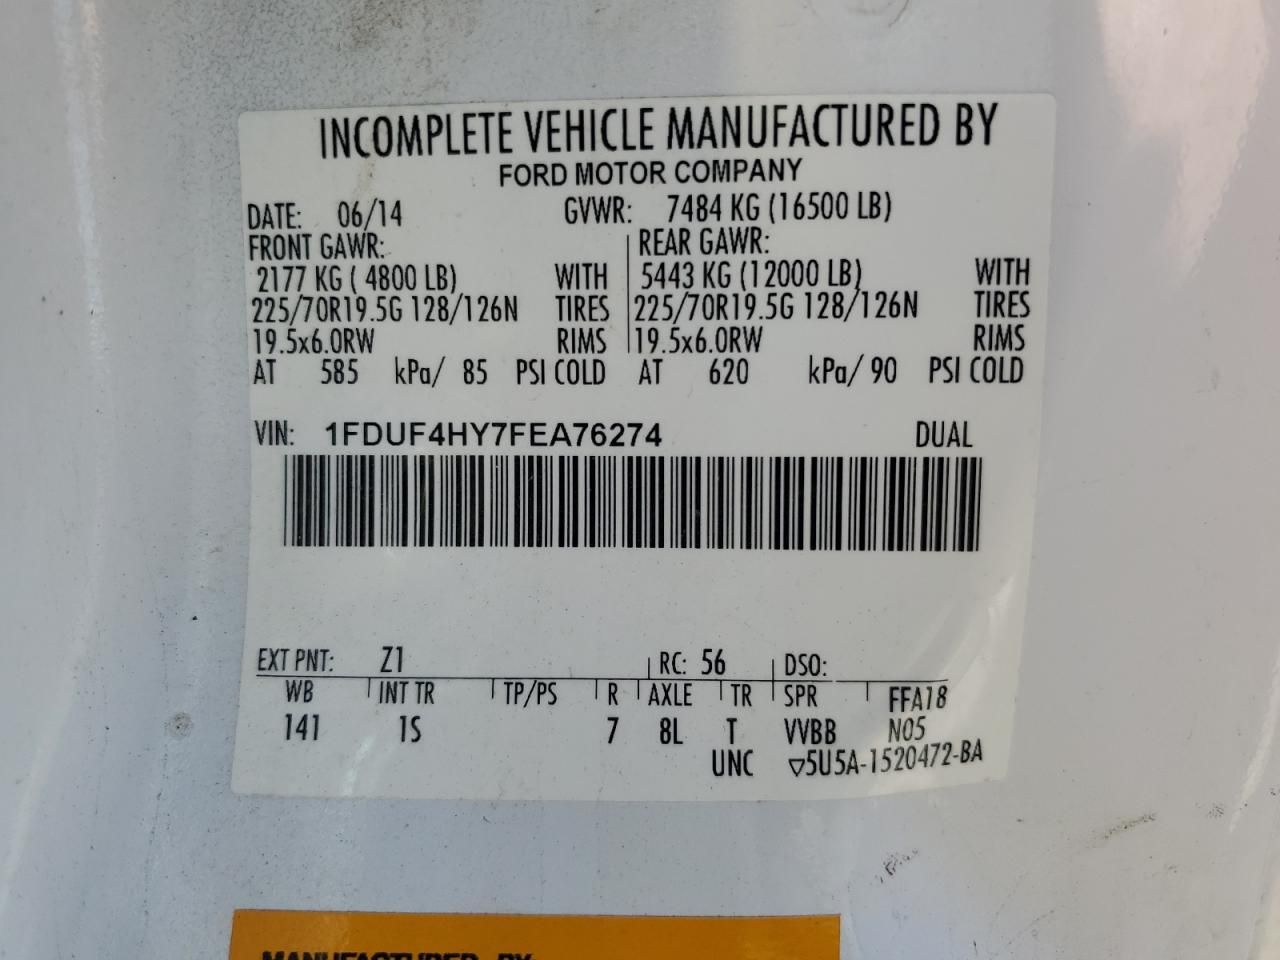 INCOMPLETE VEHICLE MANUFACTURED BY
FORD MOTOR COMPANY
DATE: 06/14 GVWR: 7484 KG (16500 LB)
FRONT GAWR: REAR GAWR:
2177 KG ( 4800 LB) WITH 5443 KG (12000 LB) WITH
225/70R19.5G 128/126N TIRES 225/70R19.5G 128/126N TIRES
19.5x6.0RW RIMS 19.5x6.0RW RIMS
AT 585 kPa/ 85 PSI COLD AT 620 kPa/ 90 PSI COLD
VIN: 1FDUF4HY7FEA76274 DUAL
EXT PNT: Z1 RC: 56 DSO:
WB INT TR TP/PS R AXLE TR SPR FFA18
141 1S 7 8L T VVBB N05
UNC ▽5U5A-1520472-BA
MANUFACTURED BY